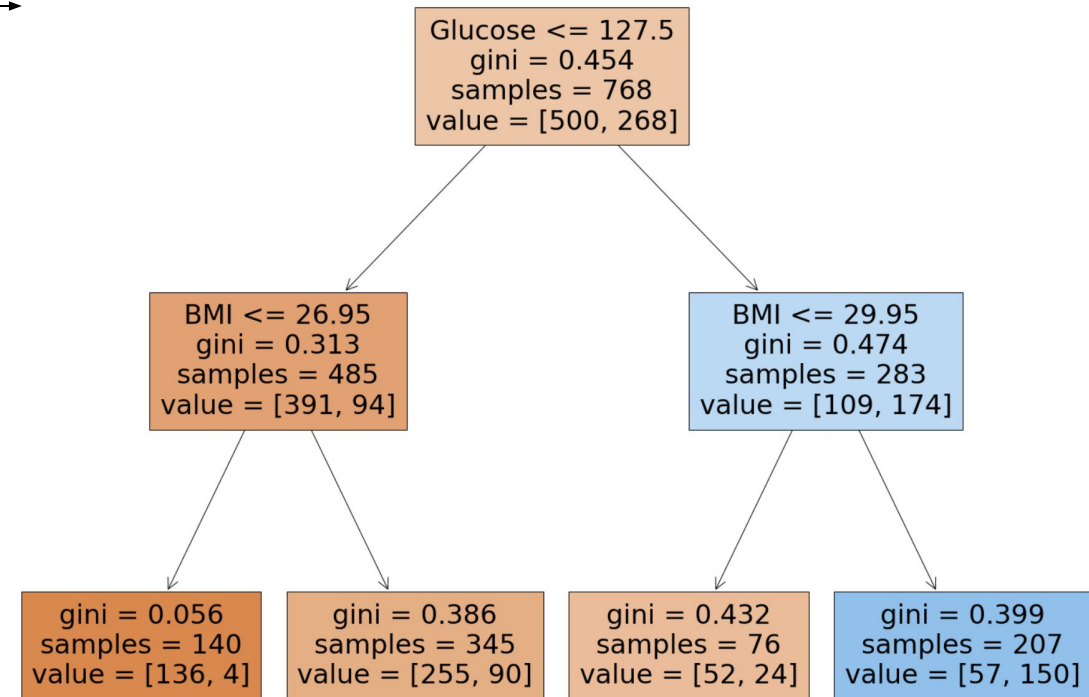 Glucose <= 127.5
gini = 0.454
samples = 768
value = [500, 268]
BMI <= 26.95
gini = 0.313
samples = 485
value = [391, 94]
BMI <= 29.95
gini = 0.474
samples = 283
value = [109, 174]
gini = 0.056
samples = 140
value = [136, 4]
gini = 0.386
samples = 345
value = [255, 90]
gini = 0.432
samples = 76
value = [52, 24]
gini = 0.399
samples = 207
value = [57, 150]